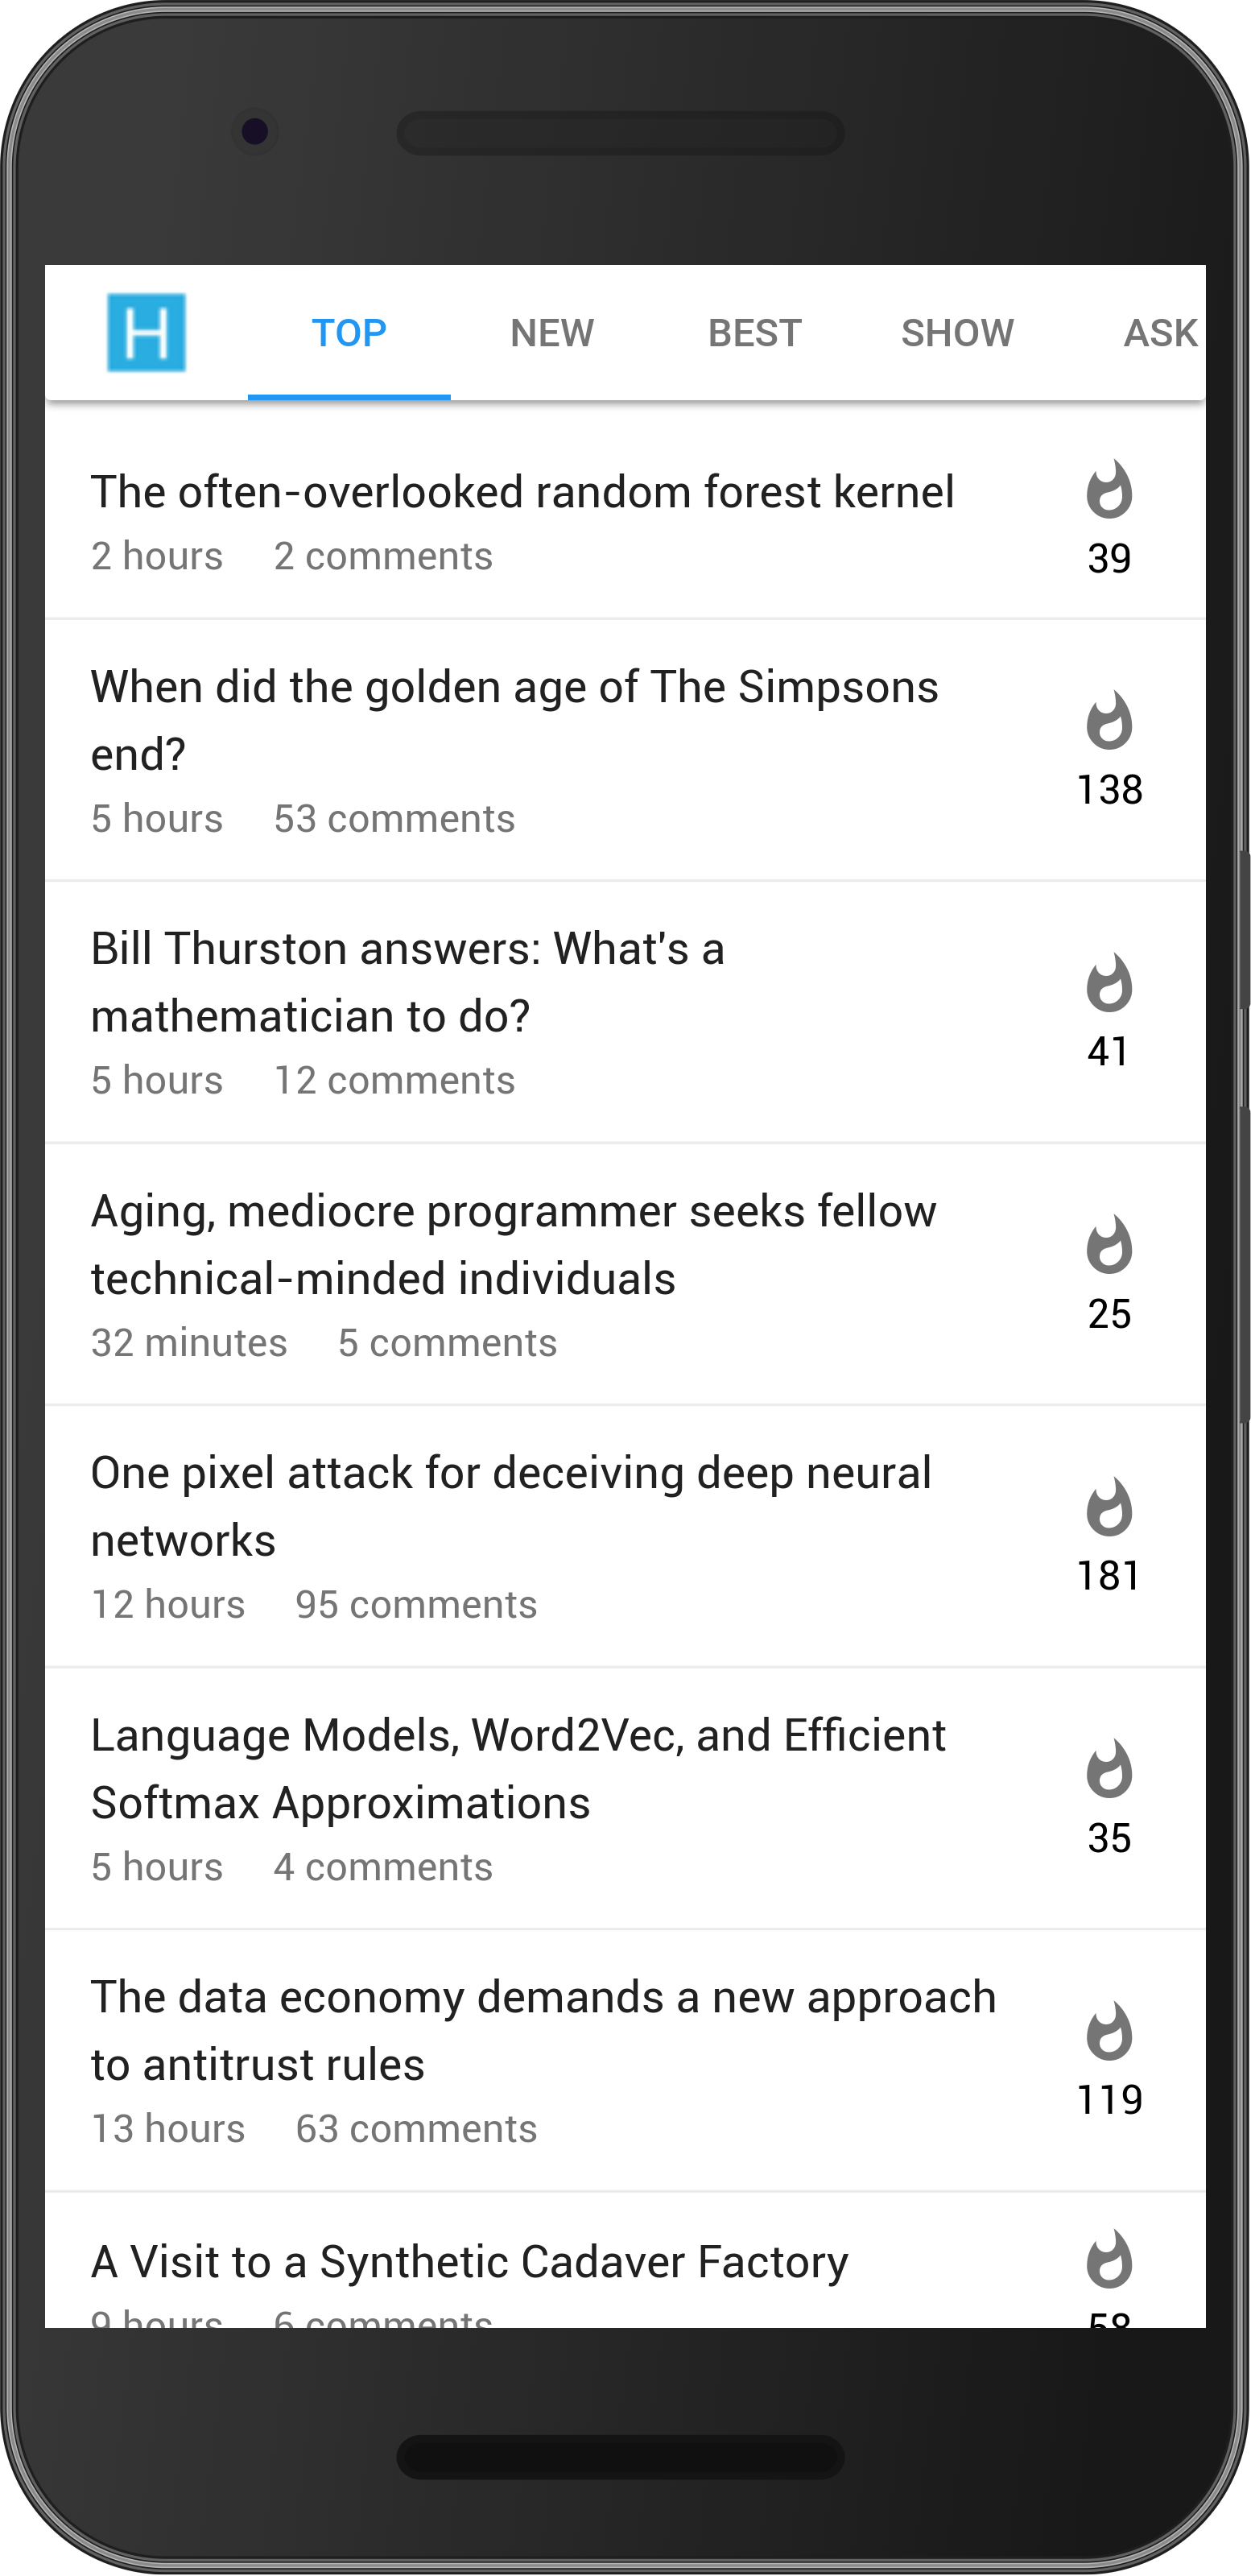 H TOP NEW BEST SHOW ASK
The often-overlooked random forest kernel
2 hours 2 comments
39
When did the golden age of The Simpsons
end?
5 hours 53 comments
138
Bill Thurston answers: What's a
mathematician to do?
5 hours 12 comments
41
Aging, mediocre programmer seeks fellow
technical-minded individuals
32 minutes 5 comments
25
One pixel attack for deceiving deep neural
networks
12 hours 95 comments
181
Language Models, Word2Vec, and Efficient
Softmax Approximations
5 hours 4 comments
35
The data economy demands a new approach
to antitrust rules
13 hours 63 comments
119
A Visit to a Synthetic Cadaver Factory
9 hours 6 comments
58